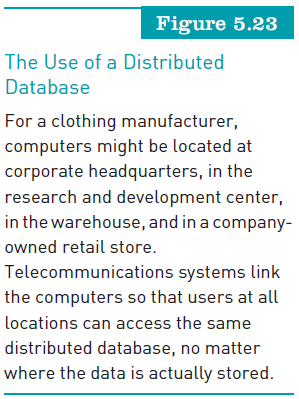 Figure 5.23
The Use of a Distributed
Database
For a clothing manufacturer,
computers might be located at
corporate headquarters, in the
research and development center,
in the warehouse, and in a company-
owned retail store.
Telecommunications systems link
the computers so that users at all
locations can access the same
distributed database, no matter
where the data is actually stored.